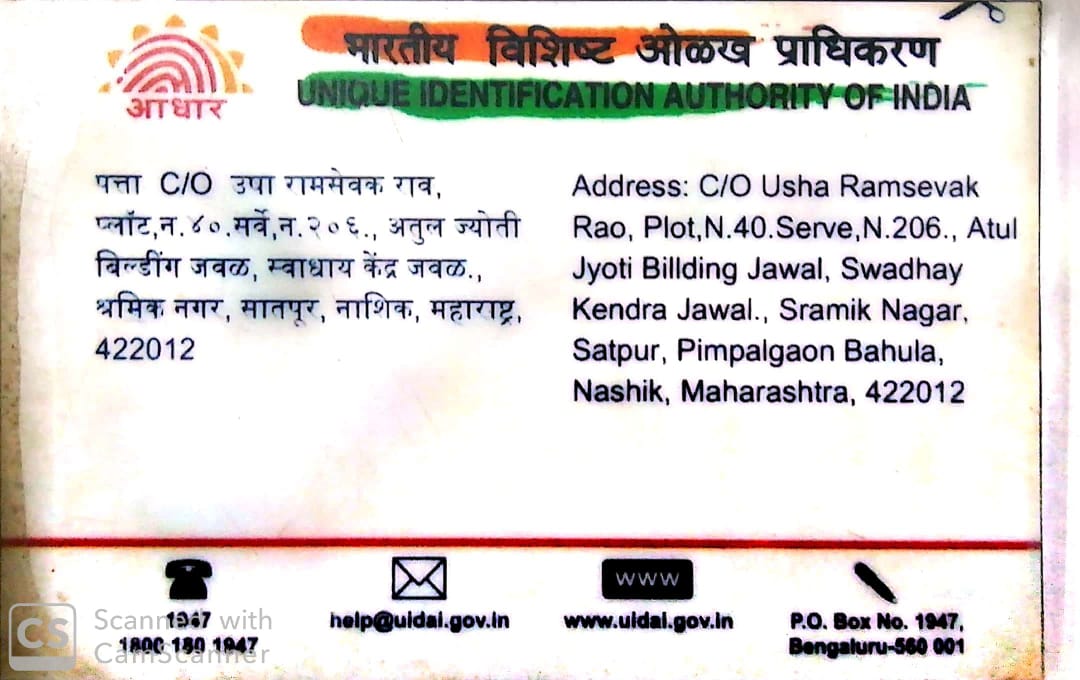 आधार
भारतीय विशिष्ट ओळख प्राधिकरण
UNIQUE IDENTIFICATION AUTHORITY OF INDIA
पत्ता C/O उषा रामसेवक राव,
प्लॉट,न.४०.सर्वे,न.२०६., अतुल ज्योती
बिल्डींग जवळ, स्वाधाय केंद्र जवळ.,
श्रमिक नगर, सातपूर, नाशिक, महाराष्ट्र,
422012
Address: C/O Usha Ramsevak
Rao, Plot,N.40.Serve,N.206., Atul
Jyoti Billding Jawal, Swadhay
Kendra Jawal., Sramik Nagar,
Satpur, Pimpalgaon Bahula,
Nashik, Maharashtra, 422012
1947
1800 180 1947
www
help@uidai.gov.in
www.uidai.gov.in
P.O. Box No. 1947,
Bengaluru-560 001
CS
Scanned with
CamScanner